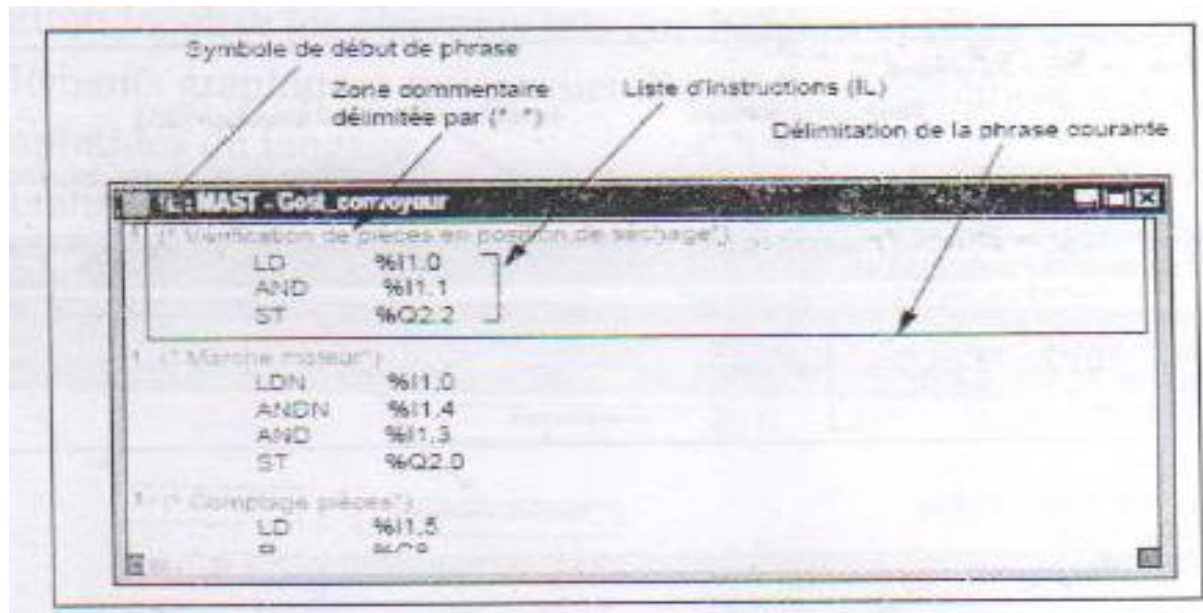 Symbole de début de phrase
Zone commentaire
délimitée par (* *)
Liste d'instructions (IL)
Délimitation de la phrase courante
IL : MAST - Gest_convoyeur
! (* Vérification de pièces en position de séchage*)
LD %I1.0
AND %I1.1
ST %Q2.2
! (* Marche moteur*)
LDN %I1.0
ANDN %I1.4
AND %I1.3
ST %Q2.0
! (* Comptage pièces*)
LD %I1.5